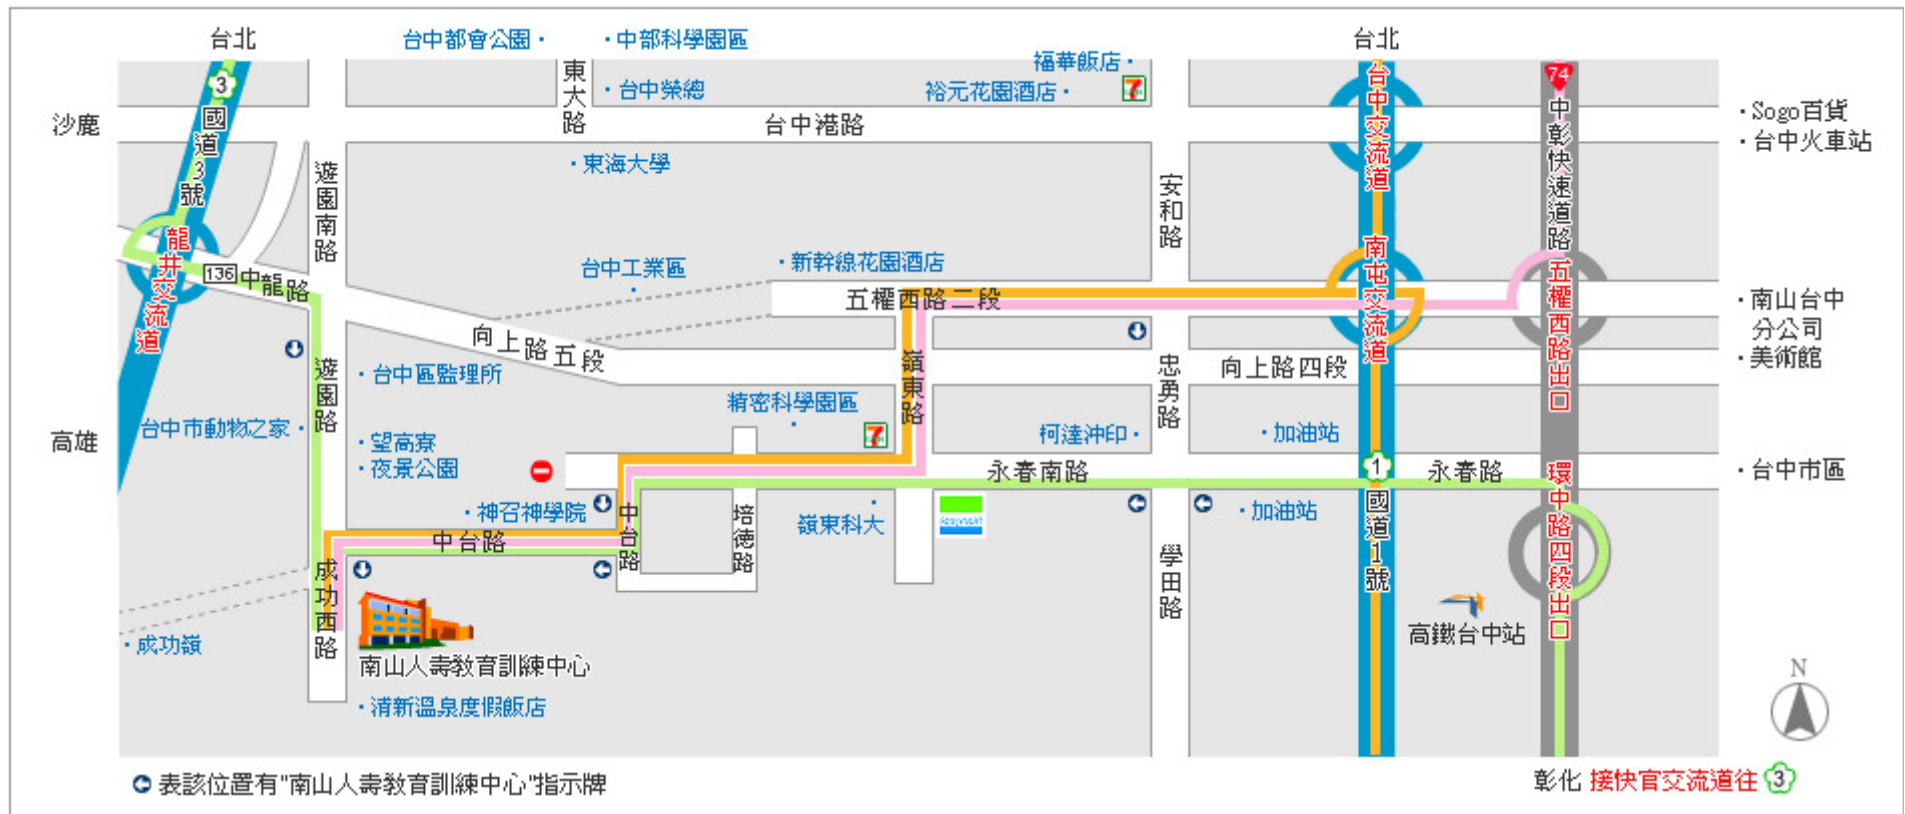 台北
台中都會公園
中部科學園區
台北
福華飯店
74
3
東大路
台中榮總
裕元花園酒店
7
台中交流道
Sogo百貨
沙鹿
國道3號
台中港路
中彰快速道路
台中火車站
東海大學
遊園南路
安和路
龍井交流道
136
中龍路
台中工業區
新幹線花園酒店
南屯交流道
五權西路出口
五權西路二段
南山台中
分公司
向上路五段
美術館
遊園路
台中區監理所
嶺東路
忠勇路
向上路四段
精密科學園區
台中市動物之家
7
柯達沖印
加油站
高雄
望高寮
夜景公園
永春南路
1
永春路
台中市區
環中路四段出口
神召神學院
中台路
培德路
嶺東科大
加油站
國道1號
中台路
學田路
成功西路
高鐵台中站
成功嶺
南山人壽教育訓練中心
N
清新溫泉度假飯店
表該位置有"南山人壽教育訓練中心"指示牌
彰化 接快官交流道往 3